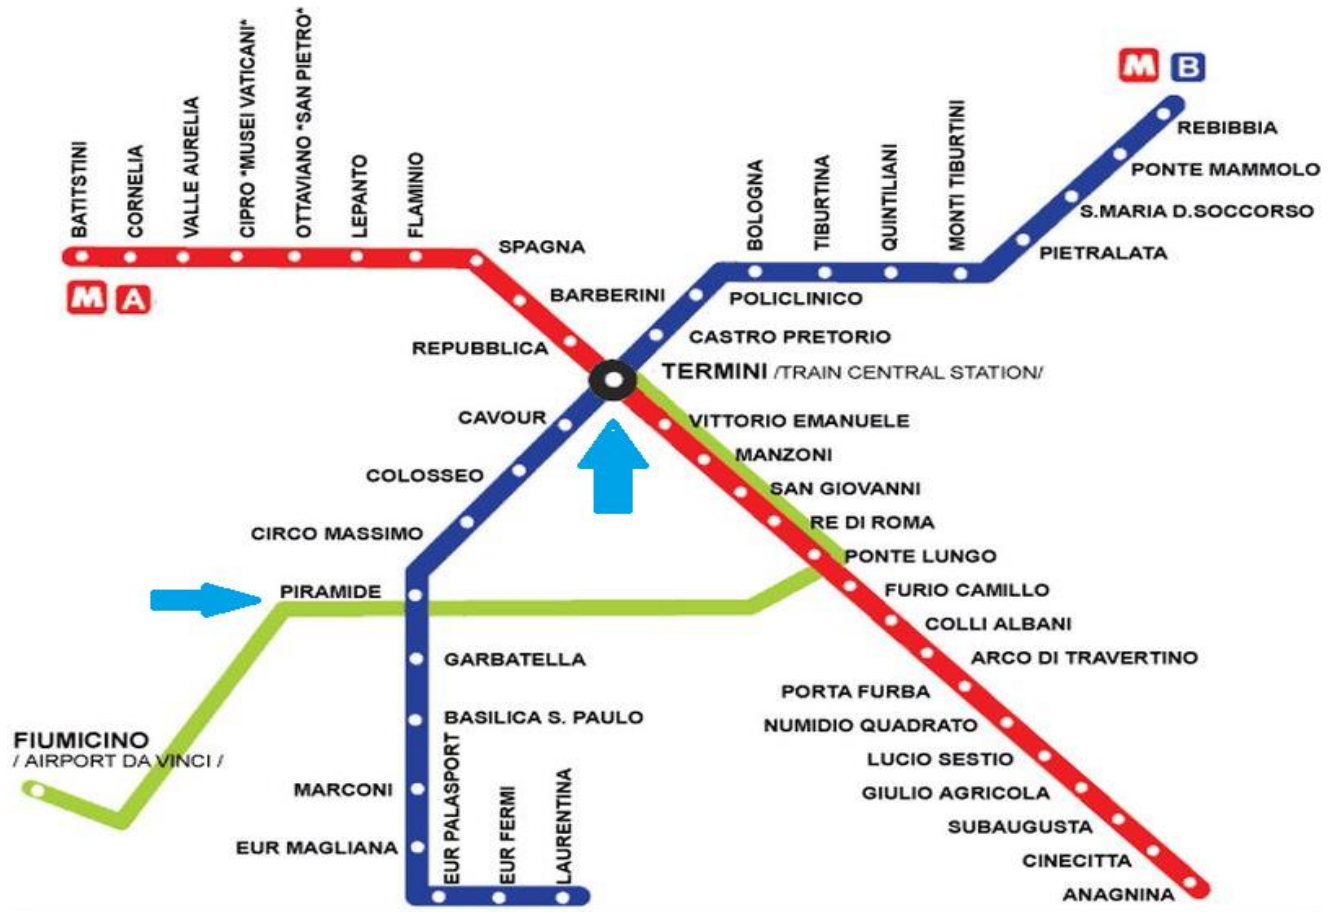 BATITSTINI
CORNELIA
VALLE AURELIA
CIPRO *MUSEI VATICANI*
OTTAVIANO *SAN PIETRO*
LEPANTO
FLAMINIO
SPAGNA
BARBERINI
REPUBBLICA
M A
M B
REBIBBIA
PONTE MAMMOLO
S.MARIA D.SOCCORSO
PIETRALATA
MONTI TIBURTINI
QUINTILIANI
TIBURTINA
BOLOGNA
POLICLINICO
CASTRO PRETORIO
TERMINI /TRAIN CENTRAL STATION/
CAVOUR
COLOSSEO
CIRCO MASSIMO
PIRAMIDE
GARBATELLA
BASILICA S. PAULO
MARCONI
EUR MAGLIANA
EUR PALASPORT
EUR FERMI
LAURENTINA
FIUMICINO
/ AIRPORT DA VINCI /
VITTORIO EMANUELE
MANZONI
SAN GIOVANNI
RE DI ROMA
PONTE LUNGO
FURIO CAMILLO
COLLI ALBANI
ARCO DI TRAVERTINO
PORTA FURBA
NUMIDIO QUADRATO
LUCIO SESTIO
GIULIO AGRICOLA
SUBAUGUSTA
CINECITTA
ANAGNINA